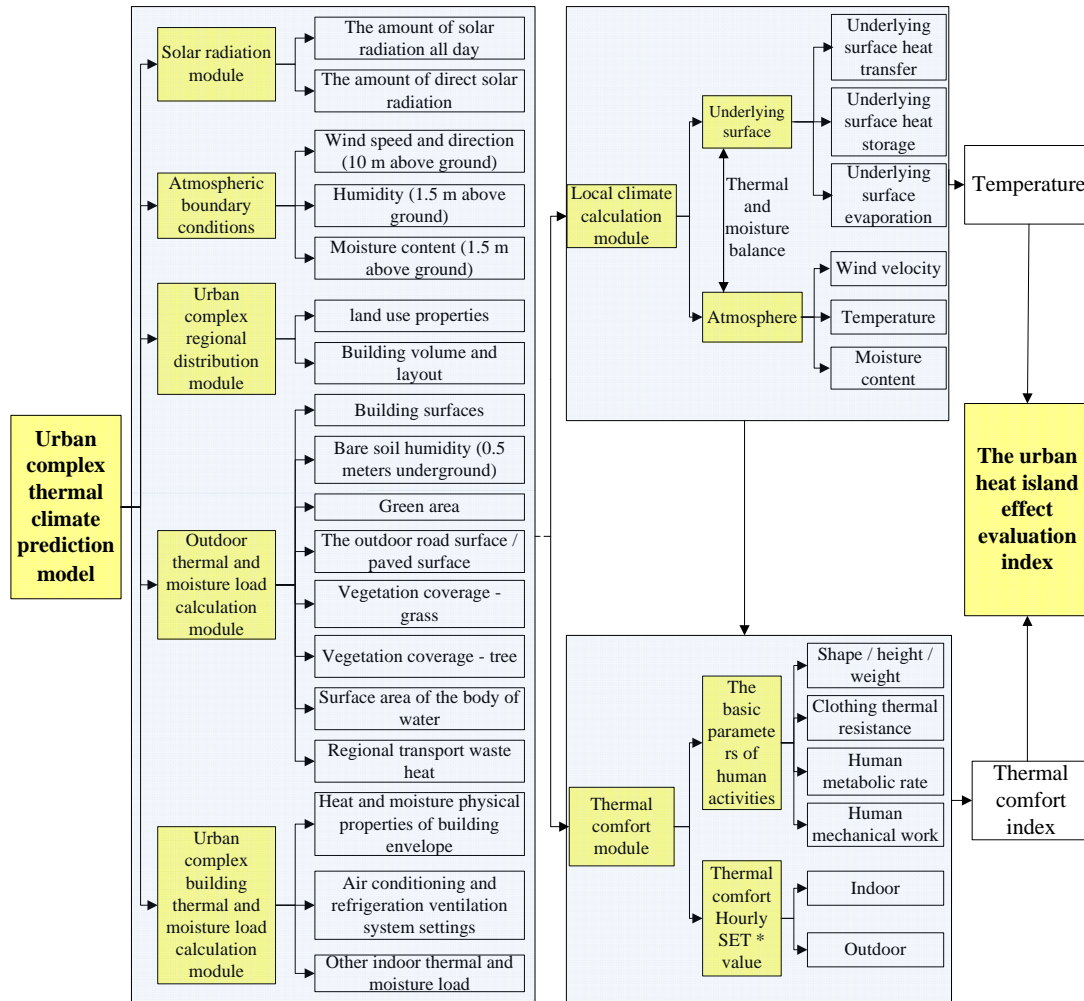 Urban
complex
thermal
climate
prediction
model
Solar radiation
module
The amount of solar
radiation all day
The amount of direct solar
radiation
Atmospheric
boundary
conditions
Wind speed and direction
(10 m above ground)
Humidity (1.5 m above
ground)
Moisture content (1.5 m
above ground)
Urban
complex
regional
distribution
module
land use properties
Building volume and
layout
Outdoor
thermal and
moisture load
calculation
module
Building surfaces
Bare soil humidity (0.5
meters underground)
Green area
The outdoor road surface /
paved surface
Vegetation coverage -
grass
Vegetation coverage - tree
Surface area of the body of
water
Regional transport waste
heat
Urban
complex
building
thermal and
moisture load
calculation
module
Heat and moisture physical
properties of building
envelope
Air conditioning and
refrigeration ventilation
system settings
Other indoor thermal and
moisture load
Local climate
calculation
module
Underlying
surface
Thermal
and
moisture
balance
Atmosphere
Underlying
surface heat
transfer
Underlying
surface heat
storage
Underlying
surface
evaporation
Wind velocity
Temperature
Moisture
content
Thermal
comfort
module
The
basic
paramete
rs of
human
activities
Shape / height /
weight
Clothing thermal
resistance
Human
metabolic rate
Human
mechanical work
Thermal
comfort
Hourly
SET *
value
Indoor
Outdoor
Temperature
The urban
heat island
effect
evaluation
index
Thermal
comfort
index